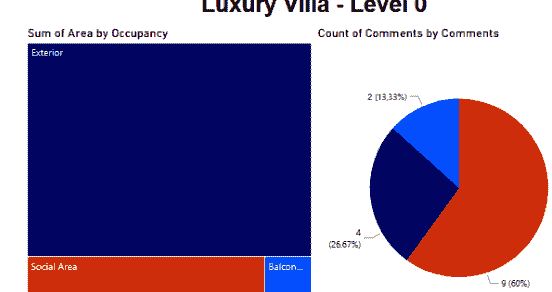 Luxury Villa - Level 0
Sum of Area by Occupancy
Count of Comments by Comments
Exterior
2 (13,33%)
4
(26.67%)
Social Area
Balcon...
9 (60%)